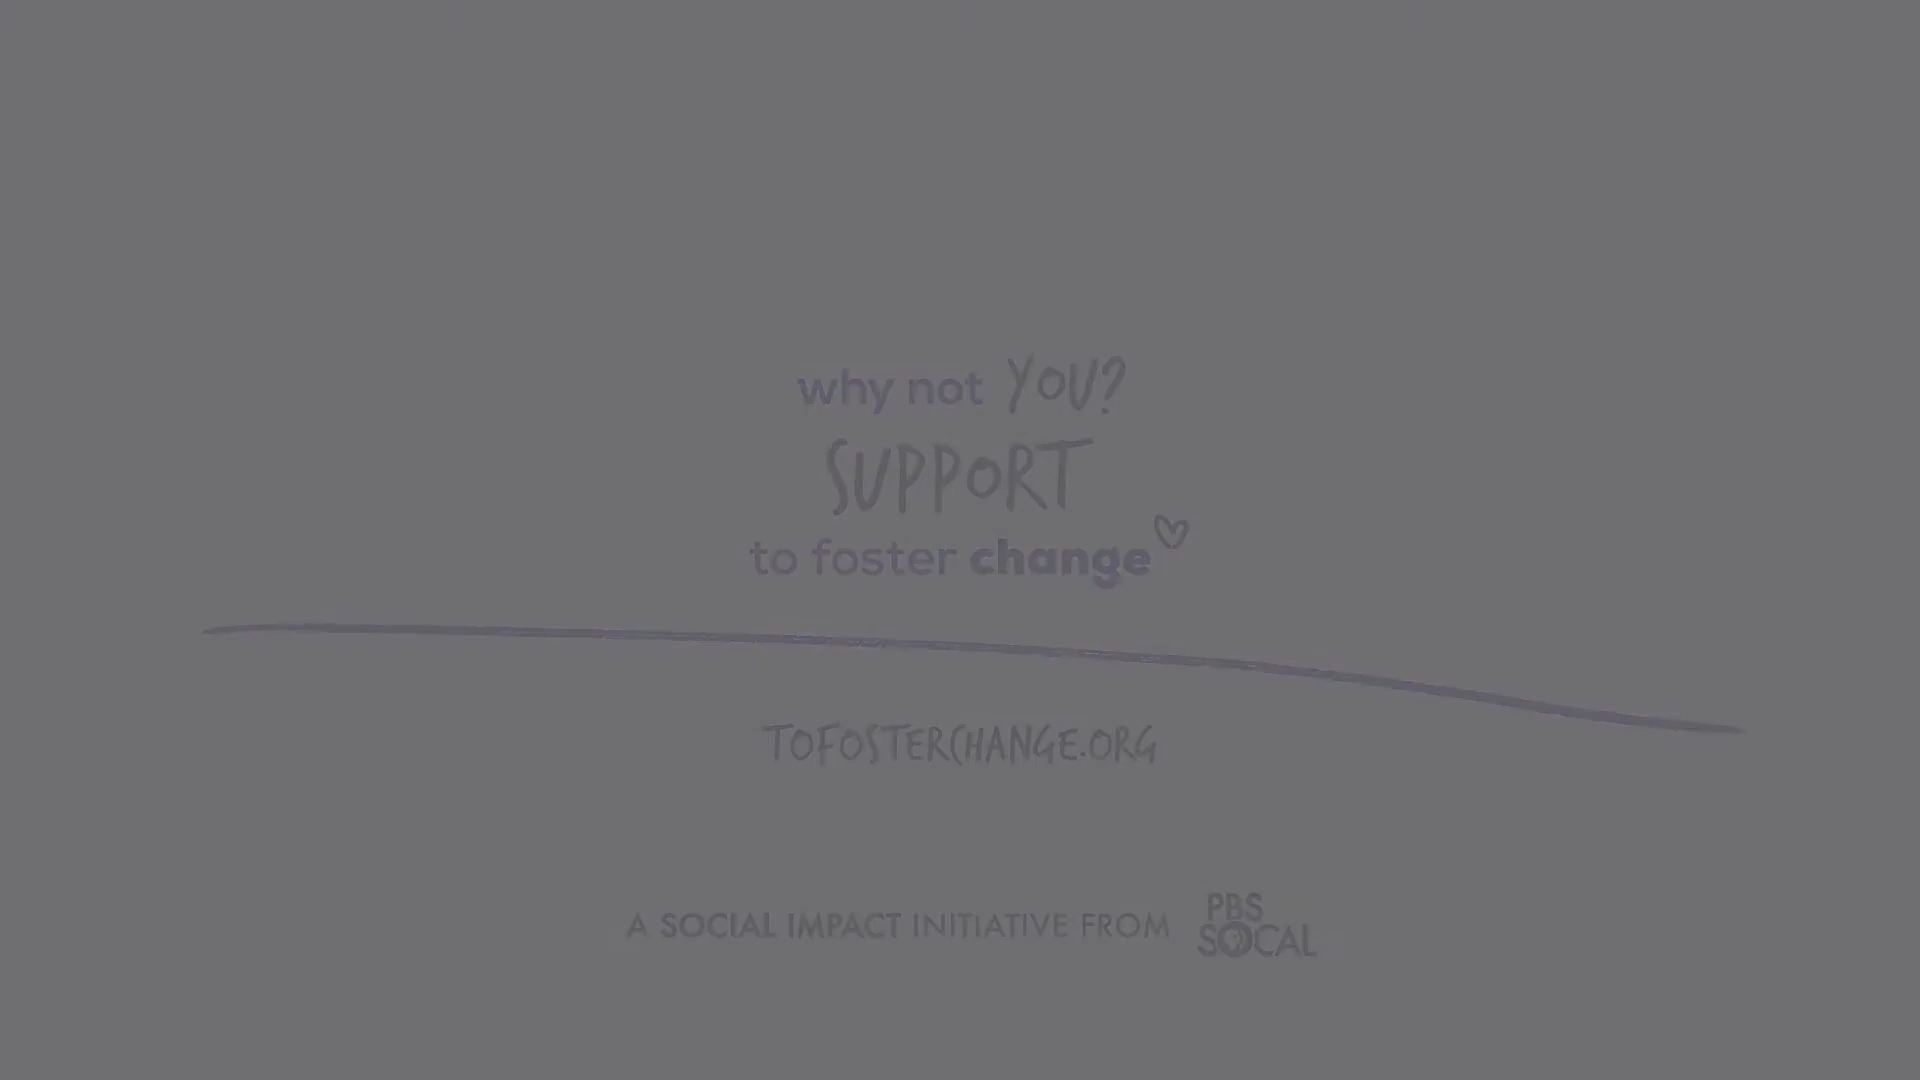 why not YOU?
SUPPORT
to foster change
TOFOSTERCHANGE.ORG
A SOCIAL IMPACT INITIATIVE FROM
PBS
SOCAL